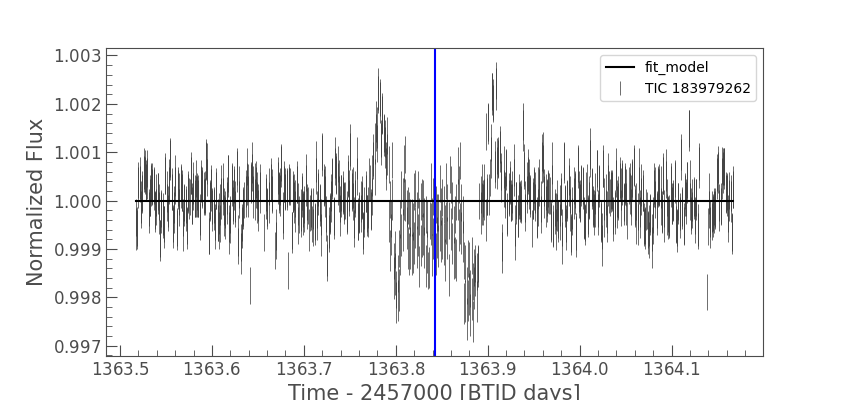 1.003
1.002
1.001
1.000
0.999
0.998
0.997
Normalized Flux
fit_model
TIC 183979262
1363.5 1363.6 1363.7 1363.8 1363.9 1364.0 1364.1
Time - 2457000 [BTJD days]